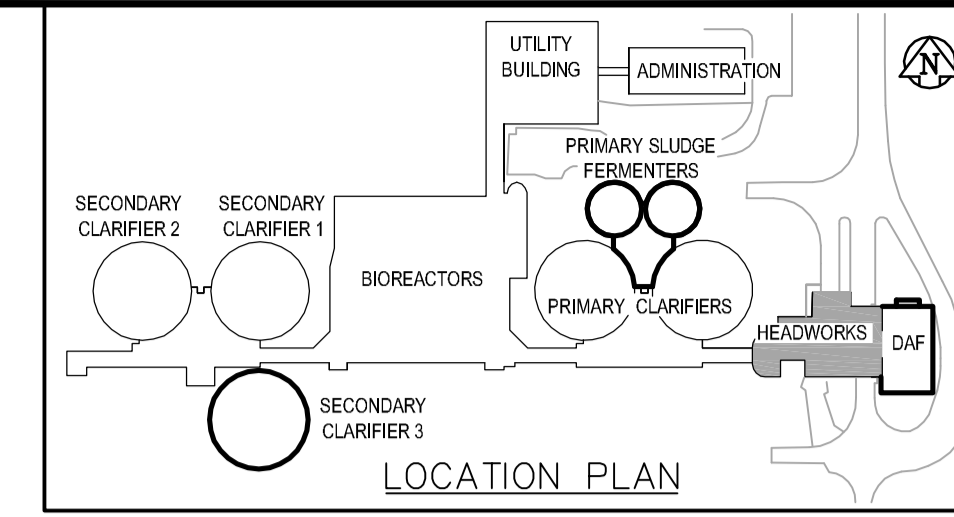 UTILITY
BUILDING
ADMINISTRATION
N
PRIMARY SLUDGE
FERMENTERS
SECONDARY
CLARIFIER 2
SECONDARY
CLARIFIER 1
BIOREACTORS
PRIMARY CLARIFIERS
HEADWORKS
DAF
SECONDARY
CLARIFIER 3
LOCATION PLAN